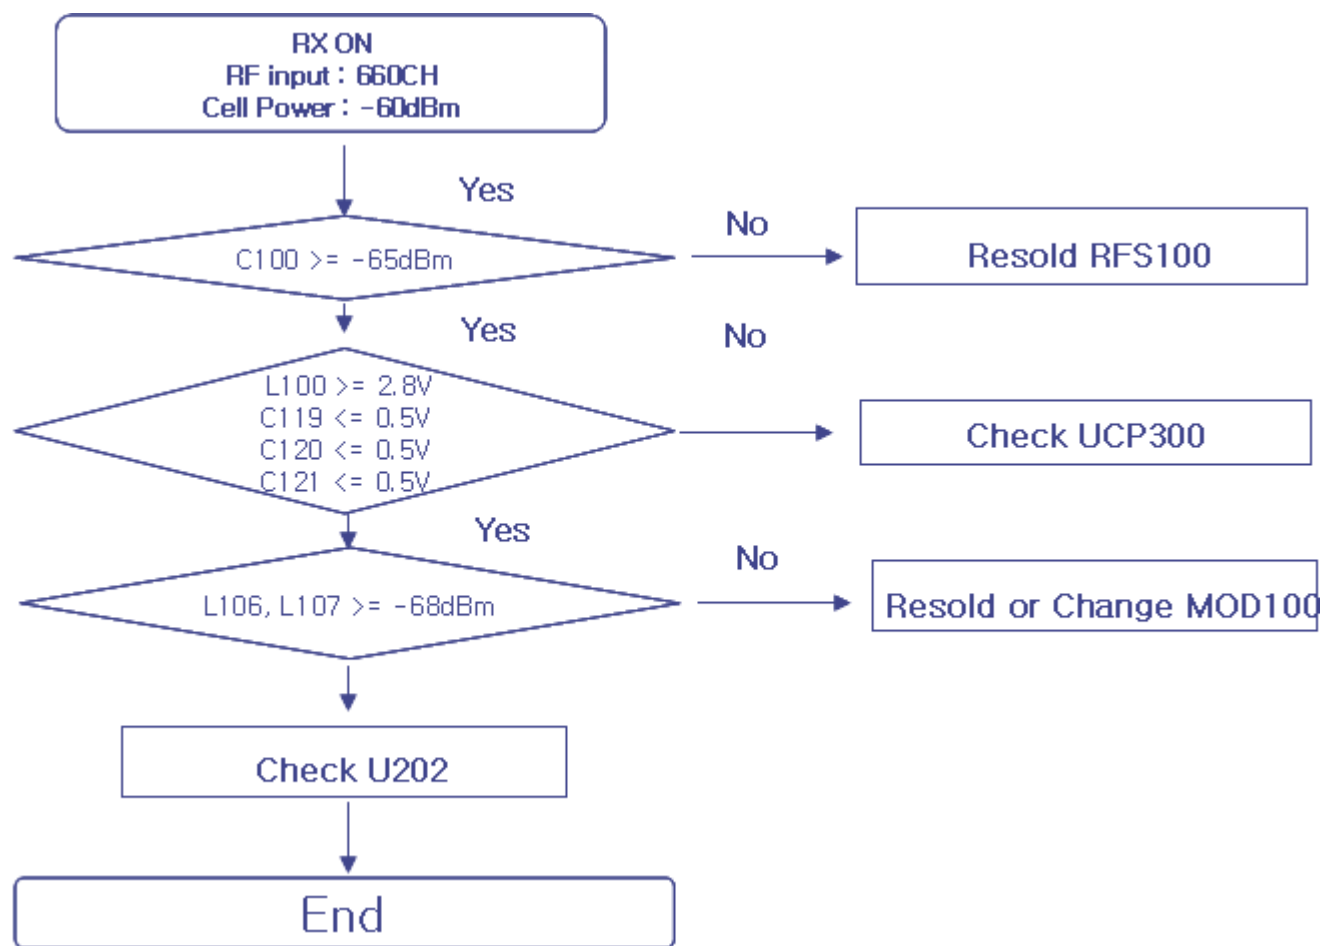 RX ON
RF input : 660CH
Cell Power : -60dBm
Yes
No
C100 >= -65dBm
Resold RFS100
Yes
No
L100 >= 2.8V
C119 <= 0.5V
C120 <= 0.5V
C121 <= 0.5V
Check UCP300
Yes
No
L106, L107 >= -68dBm
Resold or Change MOD100
Check U202
End